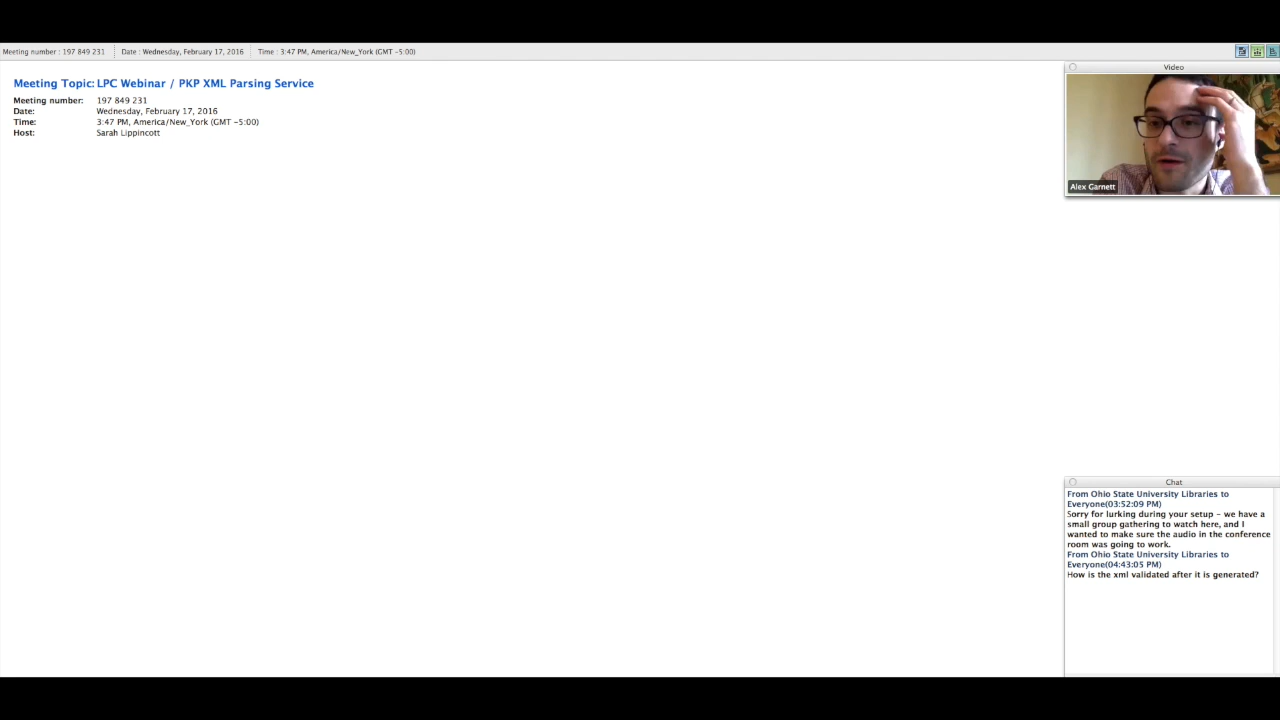 Meeting number : 197 849 231 Date : Wednesday, February 17, 2016 Time : 3:47 PM, America/New_York (GMT -5:00)
Meeting Topic: LPC Webinar / PKP XML Parsing Service
Meeting number: 197 849 231
Date: Wednesday, February 17, 2016
Time: 3:47 PM, America/New_York (GMT -5:00)
Host: Sarah Lippincott
Video
Alex Garnett
Chat
From Ohio State University Libraries to
Everyone(03:52:09 PM)
Sorry for lurking during your setup - we have a
small group gathering to watch here, and I
wanted to make sure the audio in the conference
room was going to work.
From Ohio State University Libraries to
Everyone(04:43:05 PM)
How is the xml validated after it is generated?